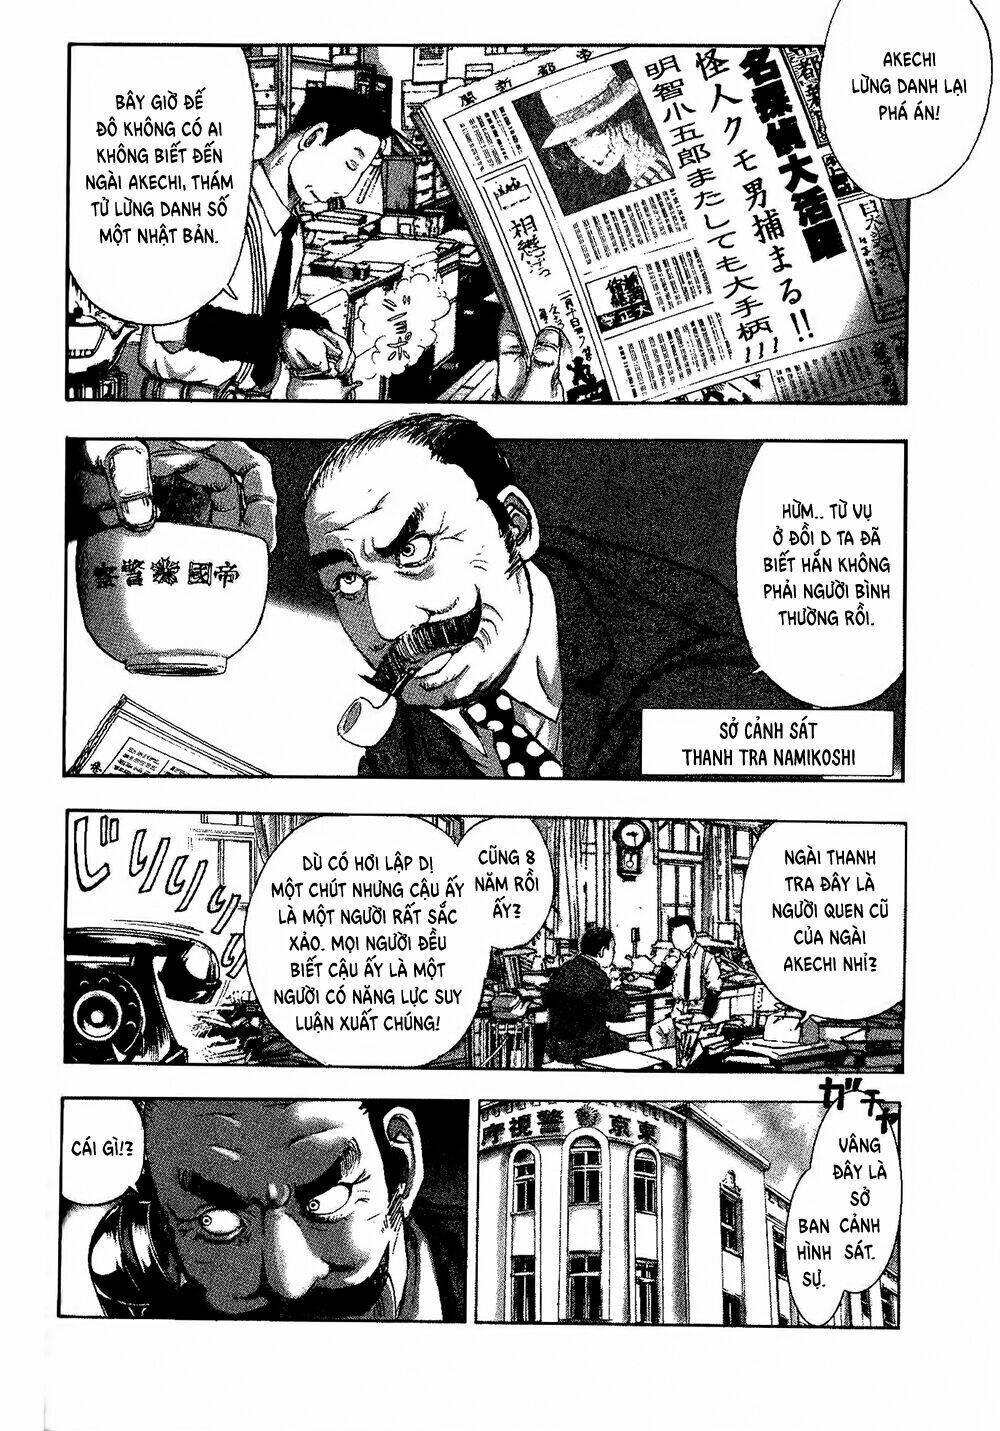 AKECHI
LỪNG DANH LẠI
PHÁ ÁN!
都新聞
名探偵大活躍
怪人クモ男捕まる!!
明智小五郎またしても大手柄!!!
BÂY GIỜ ĐẾ
ĐÔ KHÔNG CÓ AI
KHÔNG BIẾT ĐẾN
NGÀI AKECHI, THÁM
TỬ LỪNG DANH SỐ
MỘT NHẬT BẢN.
HỪM.. TỪ VỤ
Ở ĐỒI D TA ĐÃ
BIẾT HẮN KHÔNG
PHẢI NGƯỜI BÌNH
THƯỜNG RỒI.
帝國警察
SỞ CẢNH SÁT
THANH TRA NAMIKOSHI
NGÀI THANH
TRA ĐÂY LÀ
NGƯỜI QUEN CŨ
CỦA NGÀI
AKECHI NHỈ?
CŨNG 8
NĂM RỒI
ẤY?
DÙ CÓ HƠI LẬP DỊ
MỘT CHÚT NHƯNG CẬU ẤY
LÀ MỘT NGƯỜI RẤT SẮC
XẢO. MỌI NGƯỜI ĐỀU
BIẾT CẬU ẤY LÀ MỘT
NGƯỜI CÓ NĂNG LỰC SUY
LUẬN XUẤT CHÚNG!
じりりりり
ガチャ
VÂNG
ĐÂY LÀ
SỞ
BAN CẢNH
HÌNH SÁT.
SỰ.
東京警視庁
CÁI GÌ!?